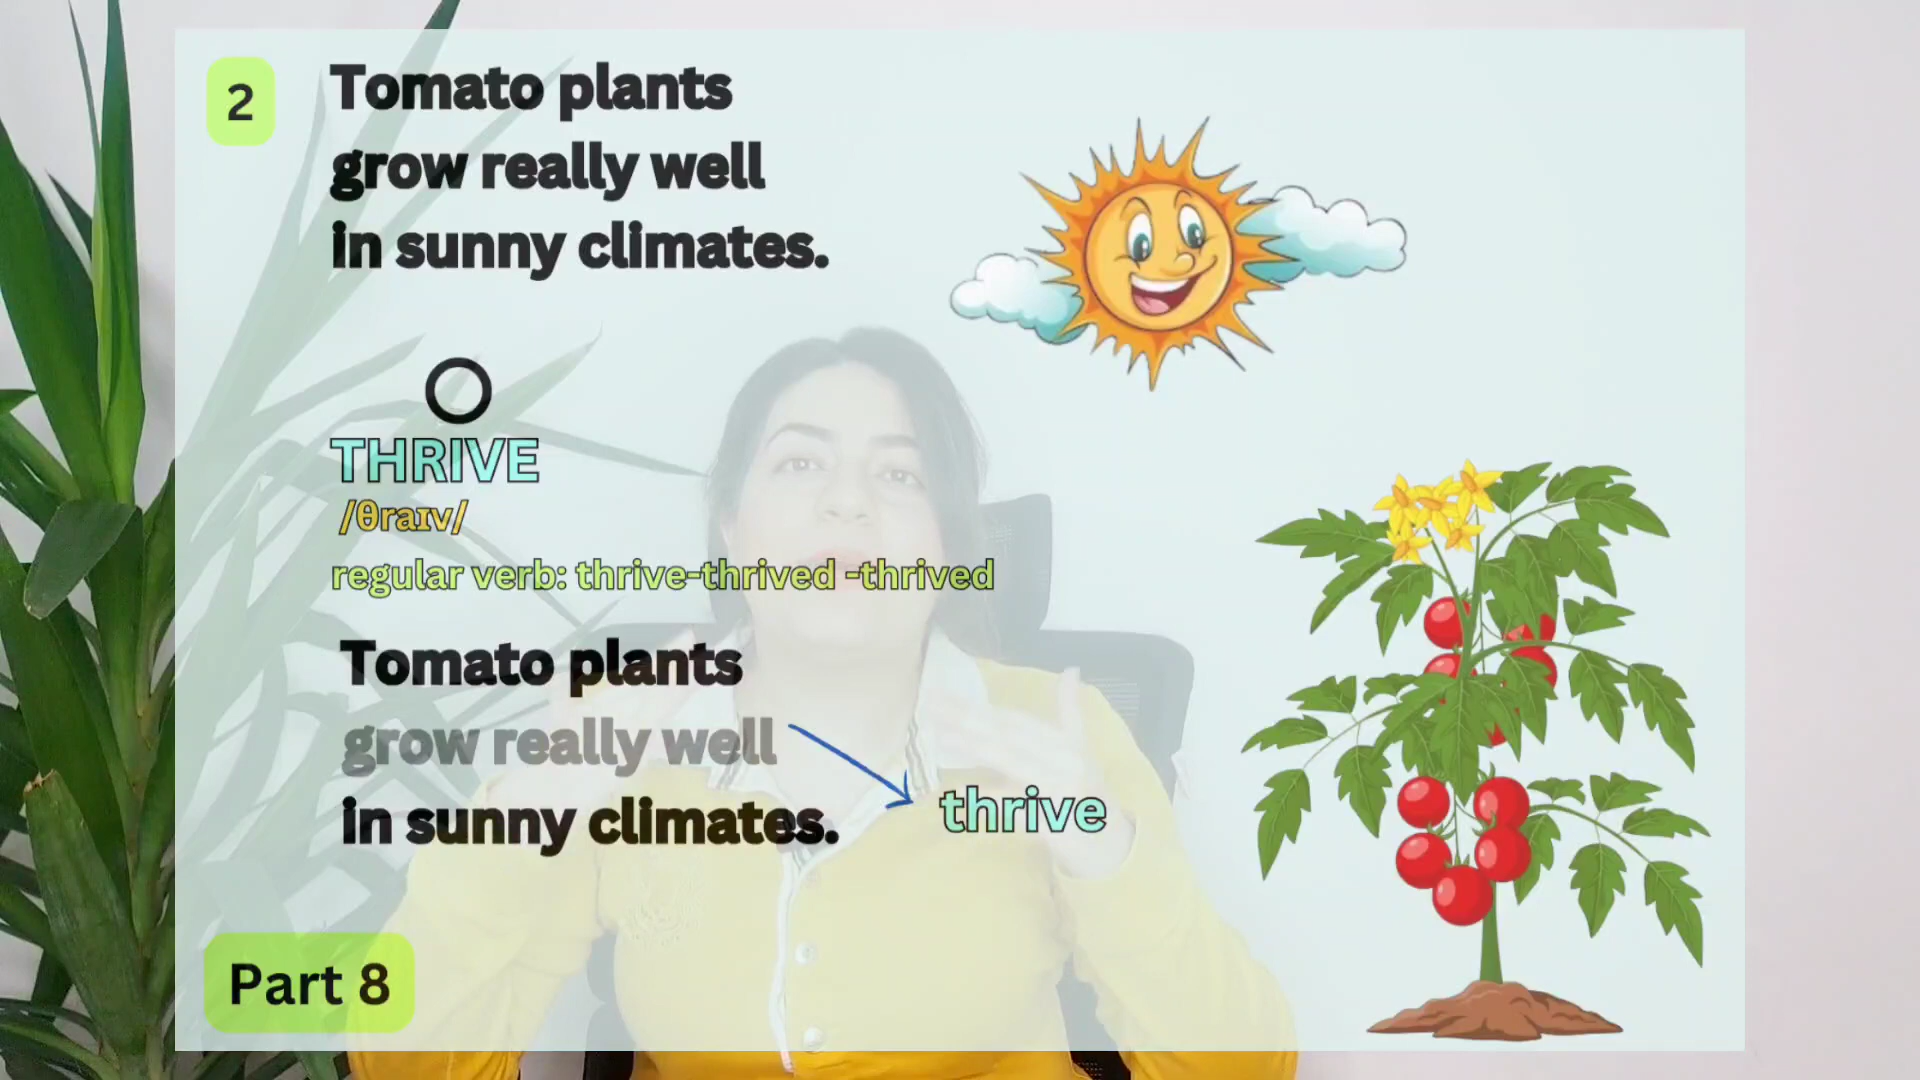 2
Tomato plants
grow really well
in sunny climates.
THRIVE
/θraɪv/
regular verb: thrive-thrived -thrived
Tomato plants
grow really well
in sunny climates.
thrive
Part 8